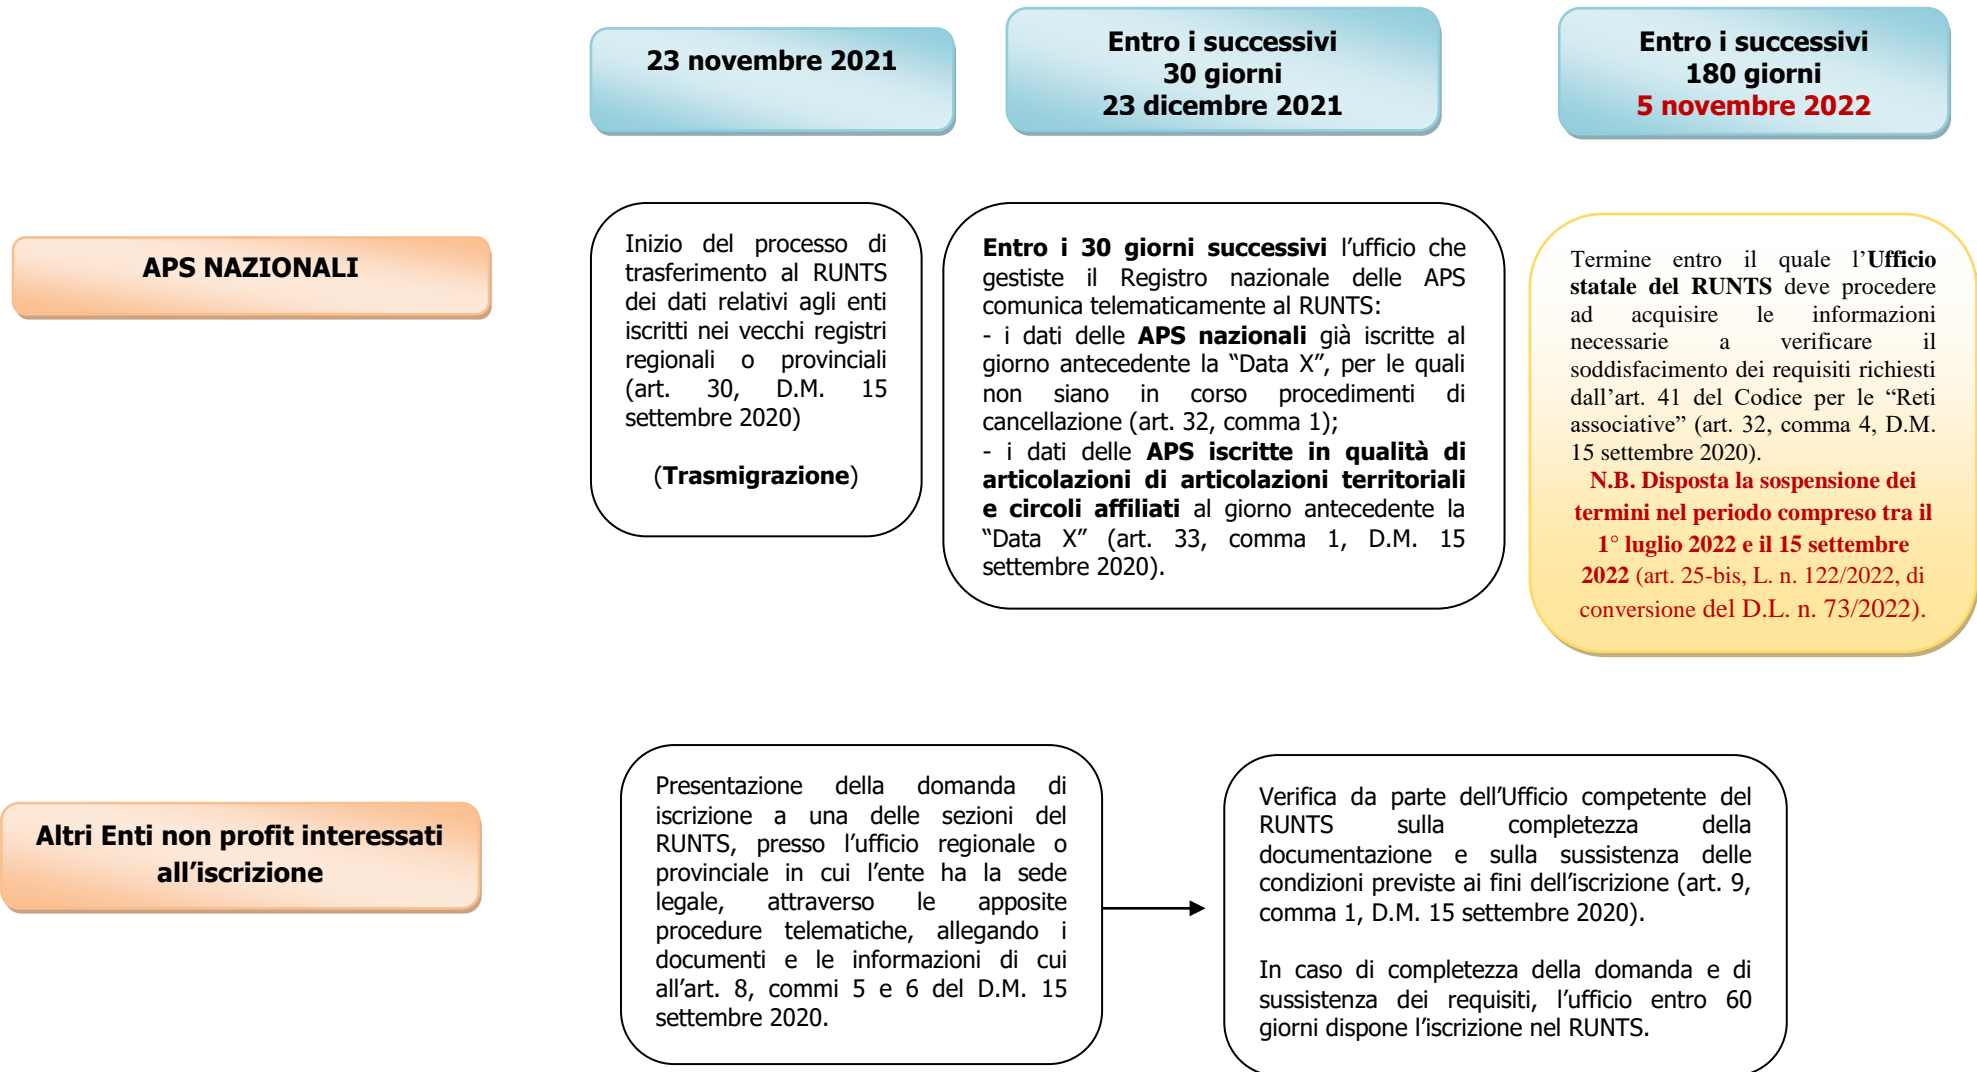 23 novembre 2021
Entro i successivi
30 giorni
23 dicembre 2021
Entro i successivi
180 giorni
5 novembre 2022
APS NAZIONALI
Inizio del processo di
trasferimento al RUNTS
dei dati relativi agli enti
iscritti nei vecchi registri
regionali o provinciali
(art. 30, D.M. 15
settembre 2020)
(Trasmigrazione)
Entro i 30 giorni successivi l’ufficio che
gestiste il Registro nazionale delle APS
comunica telematicamente al RUNTS:
- i dati delle APS nazionali già iscritte al
giorno antecedente la “Data X”, per le quali
non siano in corso procedimenti di
cancellazione (art. 32, comma 1);
- i dati delle APS iscritte in qualità di
articolazioni di articolazioni territoriali
e circoli affiliati al giorno antecedente la
“Data X” (art. 33, comma 1, D.M. 15
settembre 2020).
Termine entro il quale l’Ufficio
statale del RUNTS deve procedere
ad acquisire le informazioni
necessarie a verificare il
soddisfacimento dei requisiti richiesti
dall’art. 41 del Codice per le “Reti
associative” (art. 32, comma 4, D.M.
15 settembre 2020).
N.B. Disposta la sospensione dei
termini nel periodo compreso tra il
1° luglio 2022 e il 15 settembre
2022 (art. 25-bis, L. n. 122/2022, di
conversione del D.L. n. 73/2022).
Altri Enti non profit interessati
all’iscrizione
Presentazione della domanda di
iscrizione a una delle sezioni del
RUNTS, presso l’ufficio regionale o
provinciale in cui l’ente ha la sede
legale, attraverso le apposite
procedure telematiche, allegando i
documenti e le informazioni di cui
all’art. 8, commi 5 e 6 del D.M. 15
settembre 2020.
Verifica da parte dell’Ufficio competente del
RUNTS sulla completezza della
documentazione e sulla sussistenza delle
condizioni previste ai fini dell’iscrizione (art. 9,
comma 1, D.M. 15 settembre 2020).
In caso di completezza della domanda e di
sussistenza dei requisiti, l’ufficio entro 60
giorni dispone l’iscrizione nel RUNTS.